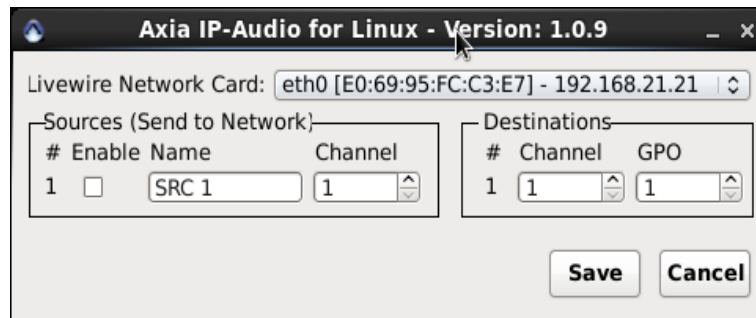 Axia IP-Audio for Linux - Version: 1.0.9
Livewire Network Card: eth0 [E0:69:95:FC:C3:E7] - 192.168.21.21
Sources (Send to Network)
# Enable Name Channel
1 SRC 1 1
Destinations
# Channel GPO
1 1 1
Save Cancel